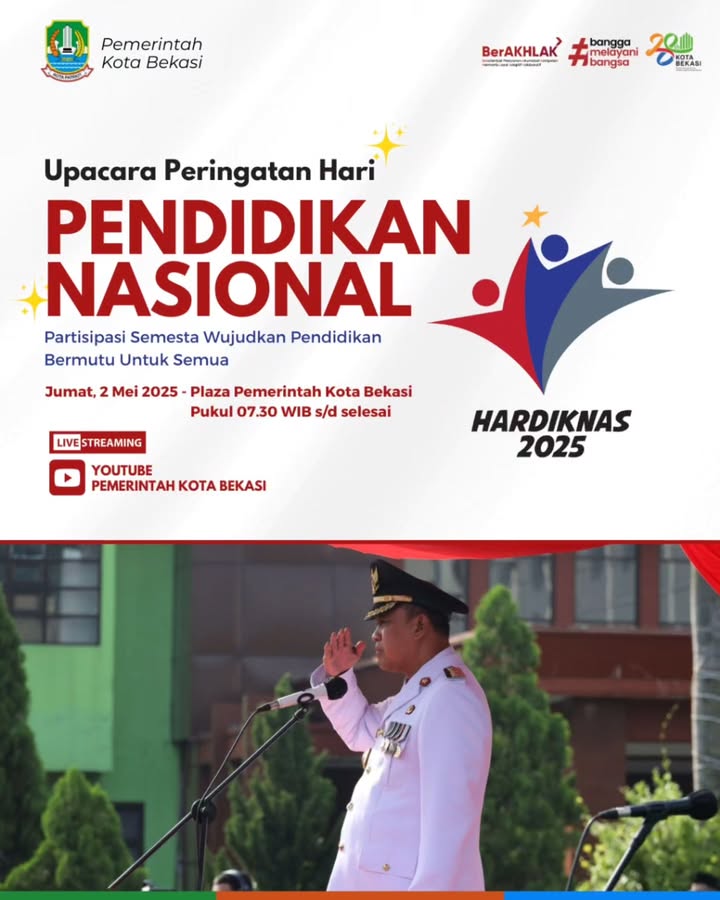 Pemerintah
Kota Bekasi
BerAKHLAK
#bangga
melayani
bangsa
28
KOTA
BEKASI
Upacara Peringatan Hari
PENDIDIKAN
NASIONAL
Partisipasi Semesta Wujudkan Pendidikan
Bermutu Untuk Semua
Jumat, 2 Mei 2025 - Plaza Pemerintah Kota Bekasi
Pukul 07.30 WIB s/d selesai
LIVE STREAMING
YOUTUBE
PEMERINTAH KOTA BEKASI
HARDIKNAS
2025